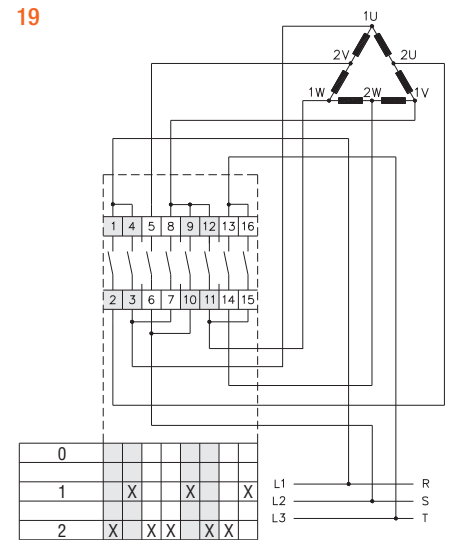 19
1U
2V 2U
1W 2W 1V
1 4 5 8 9 12 13 16
2 3 6 7 10 11 14 15
0
1 X X X
L1 R
L2 S
L3 T
2 X X X X X